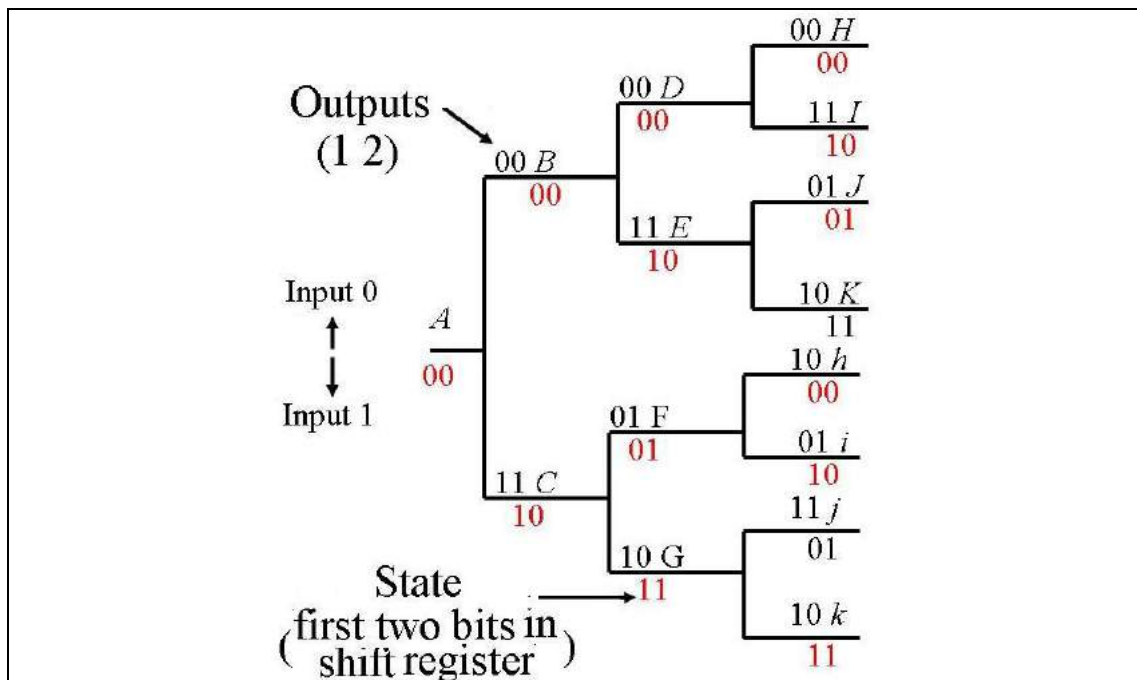 00 H
00
Outputs
(1 2)
00 D
00
11 I
10
00 B
00
01 J
01
11 E
10
Input 0
10 K
11
A
00
10 h
00
Input 1
01 F
01
01 i
10
11 C
10
11 j
01
10 G
11
State
(first two bits in
shift register)
10 k
11